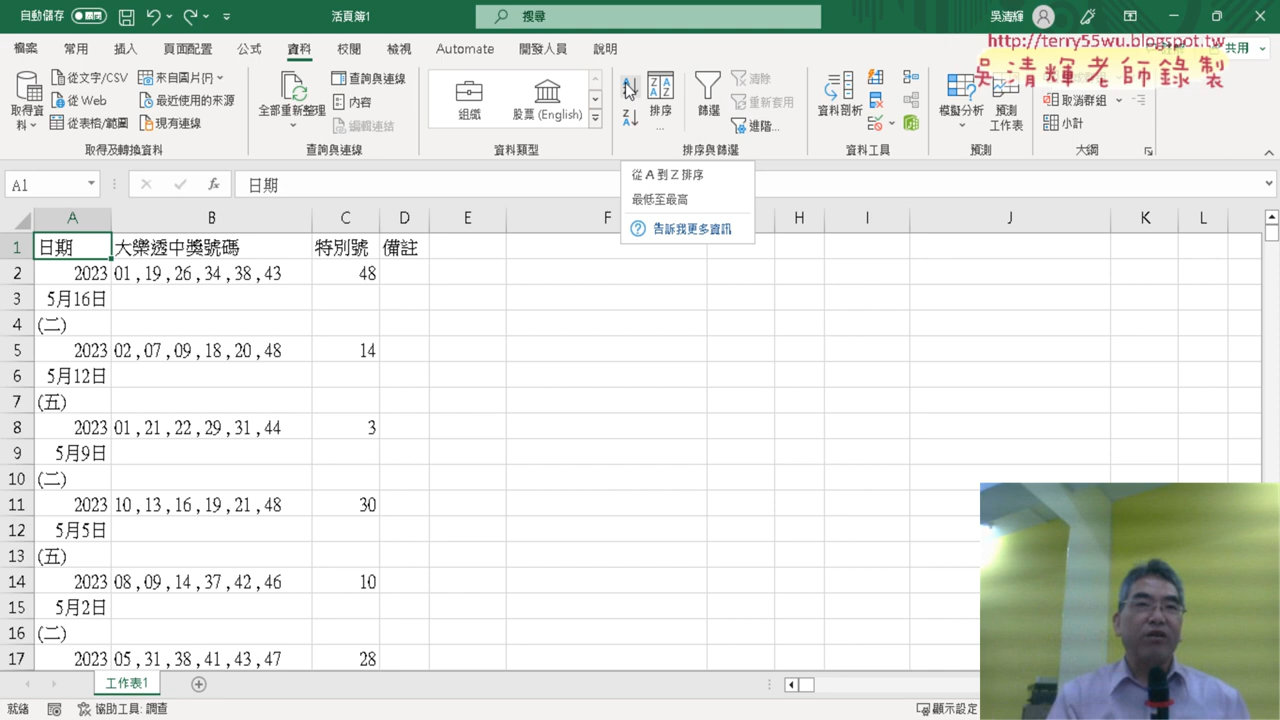 自動儲存
活頁簿1
搜尋
吳清輝
http://terry55wu.blogspot.tw
吳清輝老師錄製
檔案 常用 插入 頁面配置 公式 資料 校閱 檢視 Automate 開發人員 說明
共用
取得資料
從文字/CSV
從 Web
從表格/範圍
來自圖片
最近使用的來源
現有連線
取得及轉換資料
全部重新整理
查詢與連線
內容
編輯連結
查詢與連線
組織
股票 (English)
資料類型
排序
...
篩選
清除
重新套用
進階...
排序與篩選
資料剖析
資料工具
模擬分析
預測工作表
預測
取消群組
小計
大綱
A1
日期
從 A 到 Z 排序
最低至最高
告訴我更多資訊
A B C D E F H I J K L
1 日期 大樂透中獎號碼 特別號 備註
2 2023 01 , 19 , 26 , 34 , 38 , 43 48
3 5月16日
4 (二)
5 2023 02 , 07 , 09 , 18 , 20 , 48 14
6 5月12日
7 (五)
8 2023 01 , 21 , 22 , 29 , 31 , 44 3
9 5月9日
10 (二)
11 2023 10 , 13 , 16 , 19 , 21 , 48 30
12 5月5日
13 (五)
14 2023 08 , 09 , 14 , 37 , 42 , 46 10
15 5月2日
16 (二)
17 2023 05 , 31 , 38 , 41 , 43 , 47 28
工作表1
就緒
協助工具: 調查
顯示設定